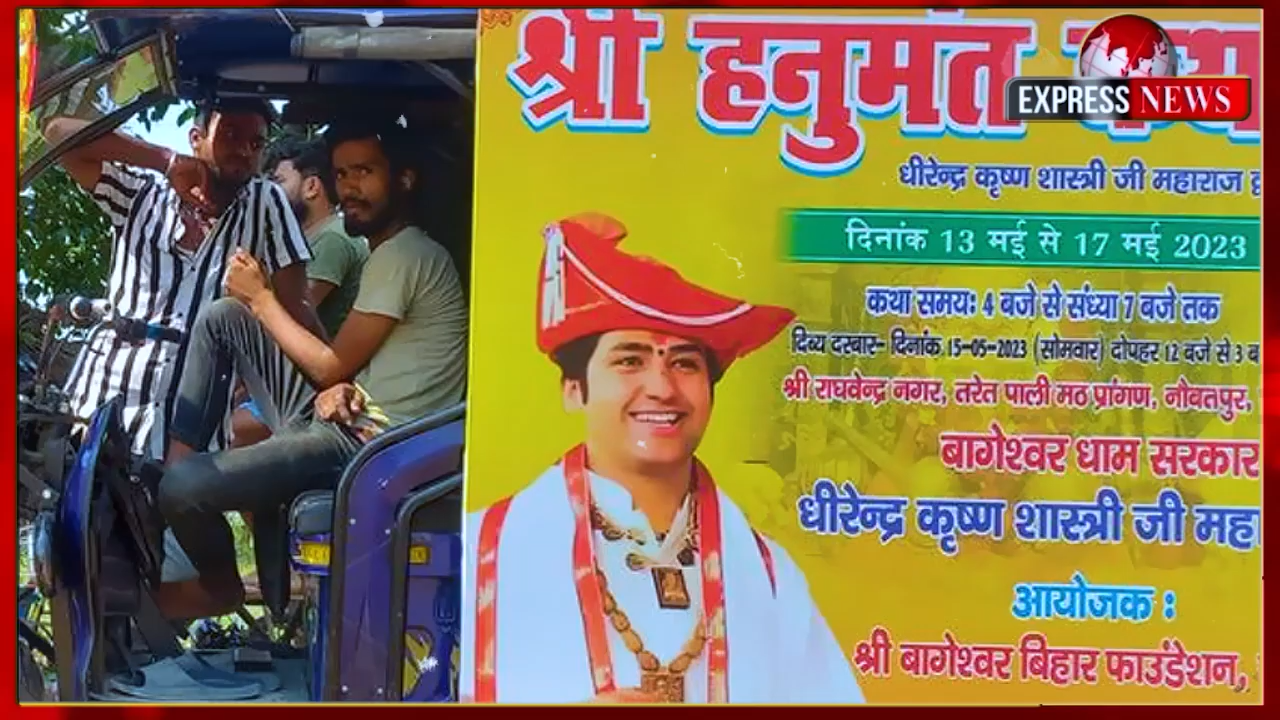 श्री हनुमंत
EXPRESS NEWS
धीरेन्द्र कृष्ण शास्त्री जी महाराज
दिनांक 13 मई से 17 मई 2023
कथा समय: 4 बजे से संध्या 7 बजे तक
दिव्य दरबार- दिनांक 15-05-2023 (सोमवार) दोपहर 12 बजे से 3
श्री राघवेन्द्र नगर, तरेत पाली मठ प्रांगण, नौबतपुर,
बागेश्वर धाम सरकार
धीरेन्द्र कृष्ण शास्त्री जी
आयोजक :
श्री बागेश्वर बिहार फाउंडेशन,